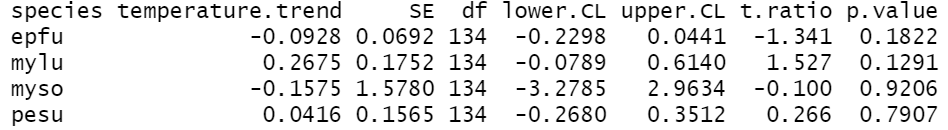 species temperature.trend SE df lower.CL upper.CL t.ratio p.value
epfu -0.0928 0.0692 134 -0.2298 0.0441 -1.341 0.1822
mylu 0.2675 0.1752 134 -0.0789 0.6140 1.527 0.1291
myso -0.1575 1.5780 134 -3.2785 2.9634 -0.100 0.9206
pesu 0.0416 0.1565 134 -0.2680 0.3512 0.266 0.7907